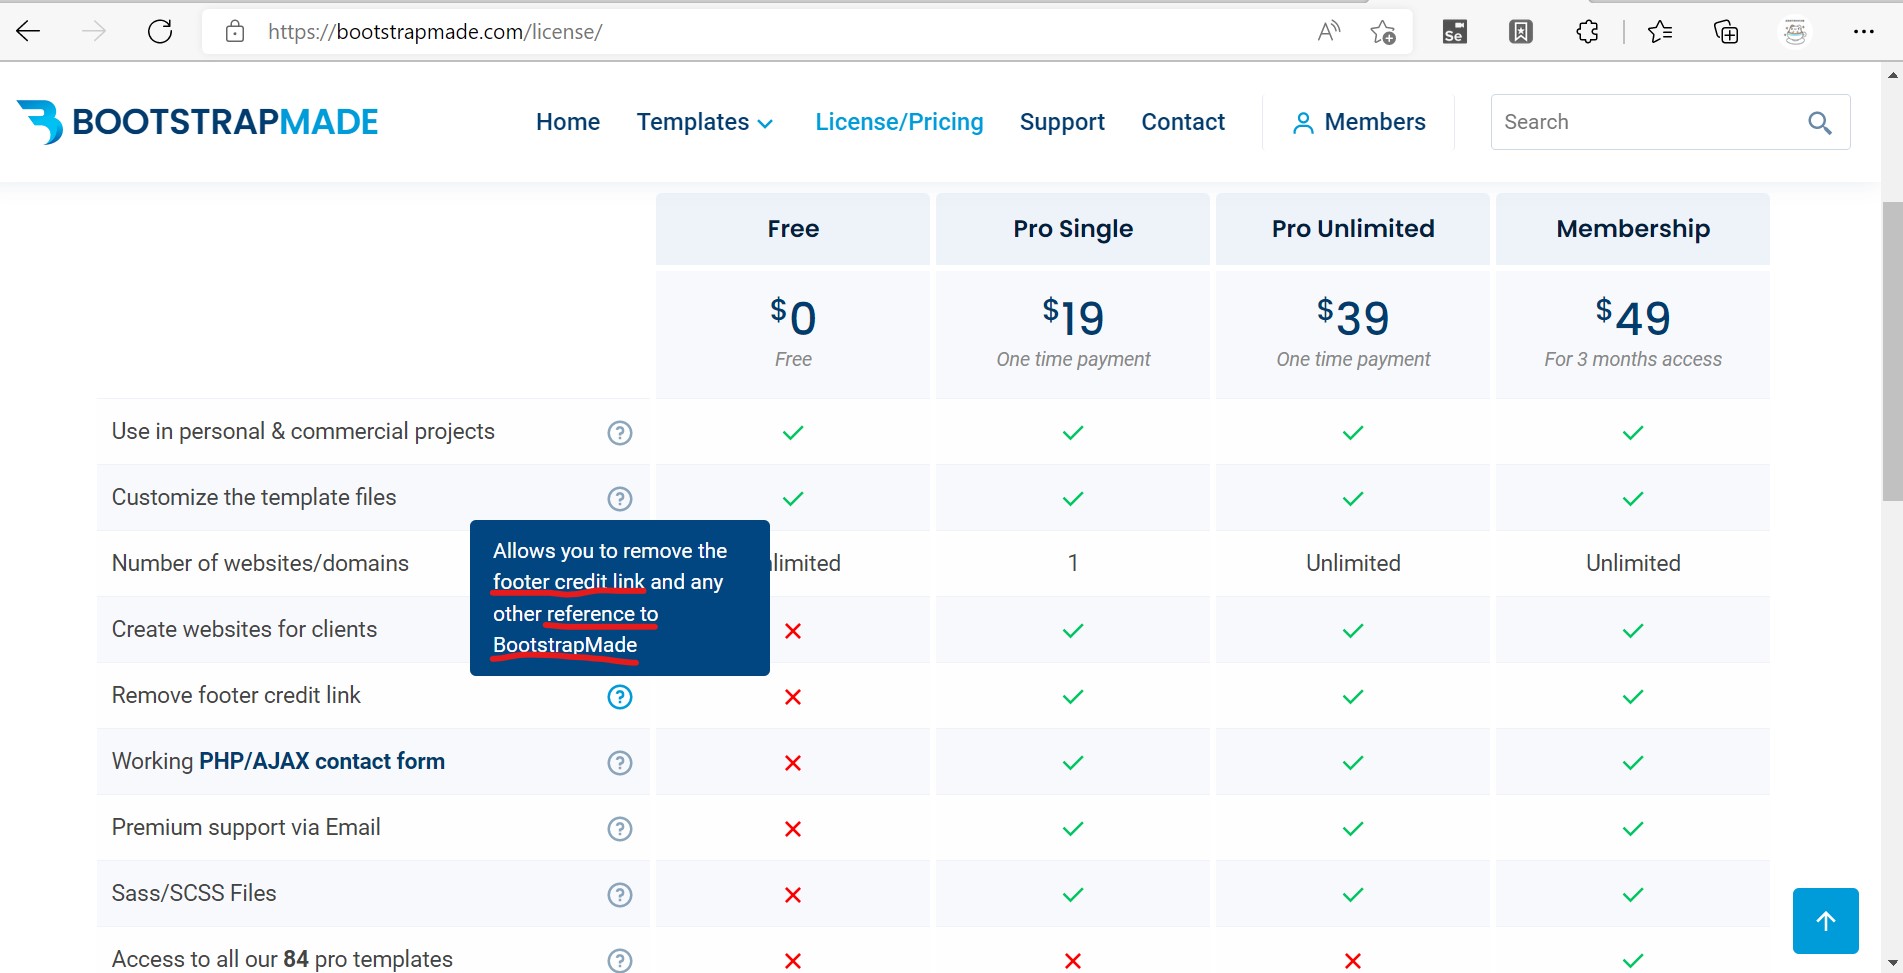 https://bootstrapmade.com/license/
Se
BOOTSTRAPMADE
Home Templates License/Pricing Support Contact Members Search
Free Pro Single Pro Unlimited Membership
$0 $19 $39 $49
Free One time payment One time payment For 3 months access
Use in personal & commercial projects ?
Customize the template files ?
Allows you to remove the
footer credit link and any
other reference to
BootstrapMade
Number of websites/domains limited 1 Unlimited Unlimited
Create websites for clients
Remove footer credit link ?
Working PHP/AJAX contact form ?
Premium support via Email ?
Sass/SCSS Files ?
Access to all our 84 pro templates ?